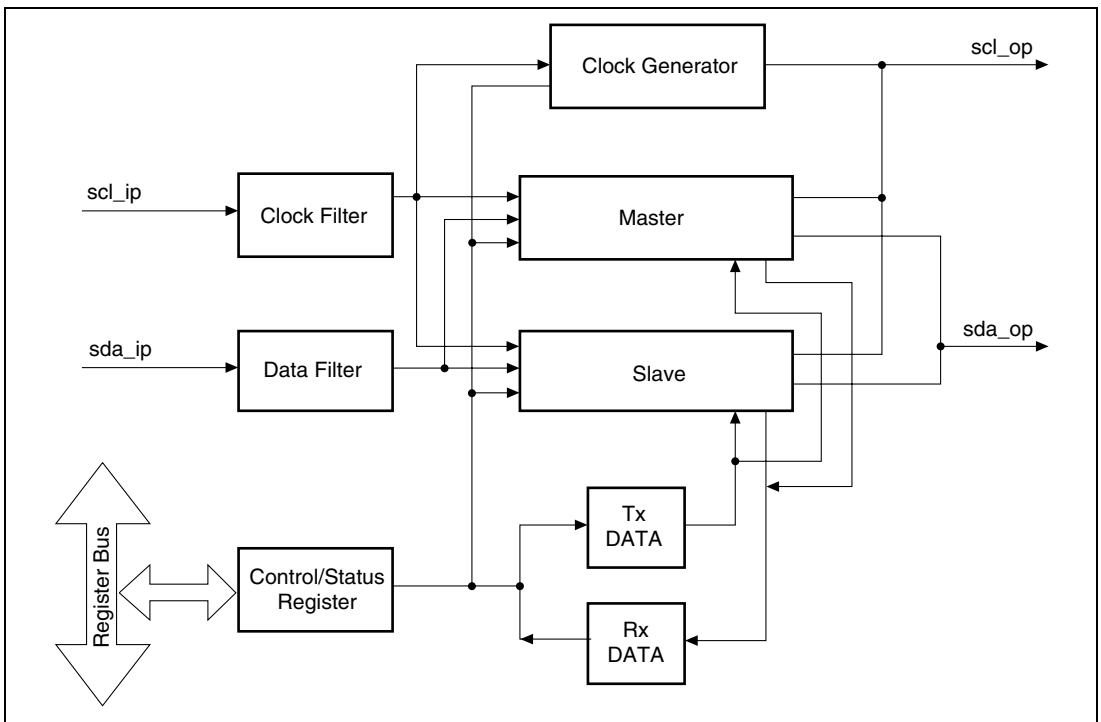 Clock Generator
scl_op
scl_ip
Clock Filter
Master
sda_ip
Data Filter
Slave
sda_op
Register Bus
Control/Status
Register
Tx
DATA
Rx
DATA